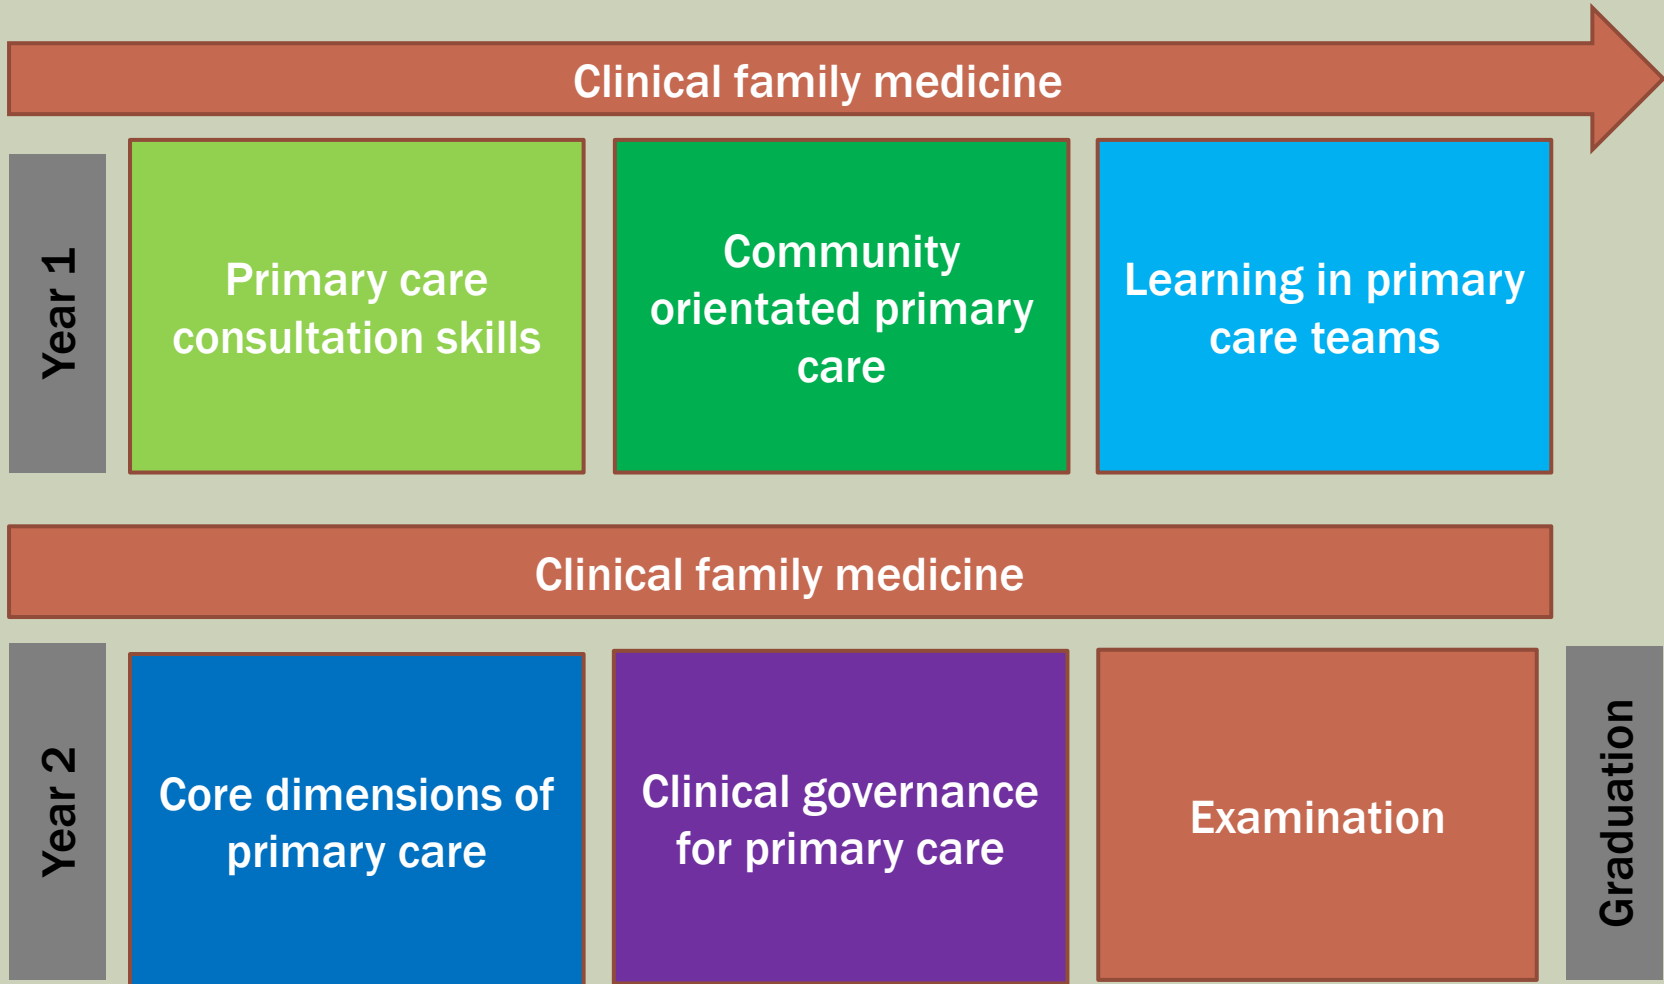 Clinical family medicine
Year 1
Primary care
consultation skills
Community
orientated primary
care
Learning in primary
care teams
Clinical family medicine
Year 2
Core dimensions of
primary care
Clinical governance
for primary care
Examination
Graduation